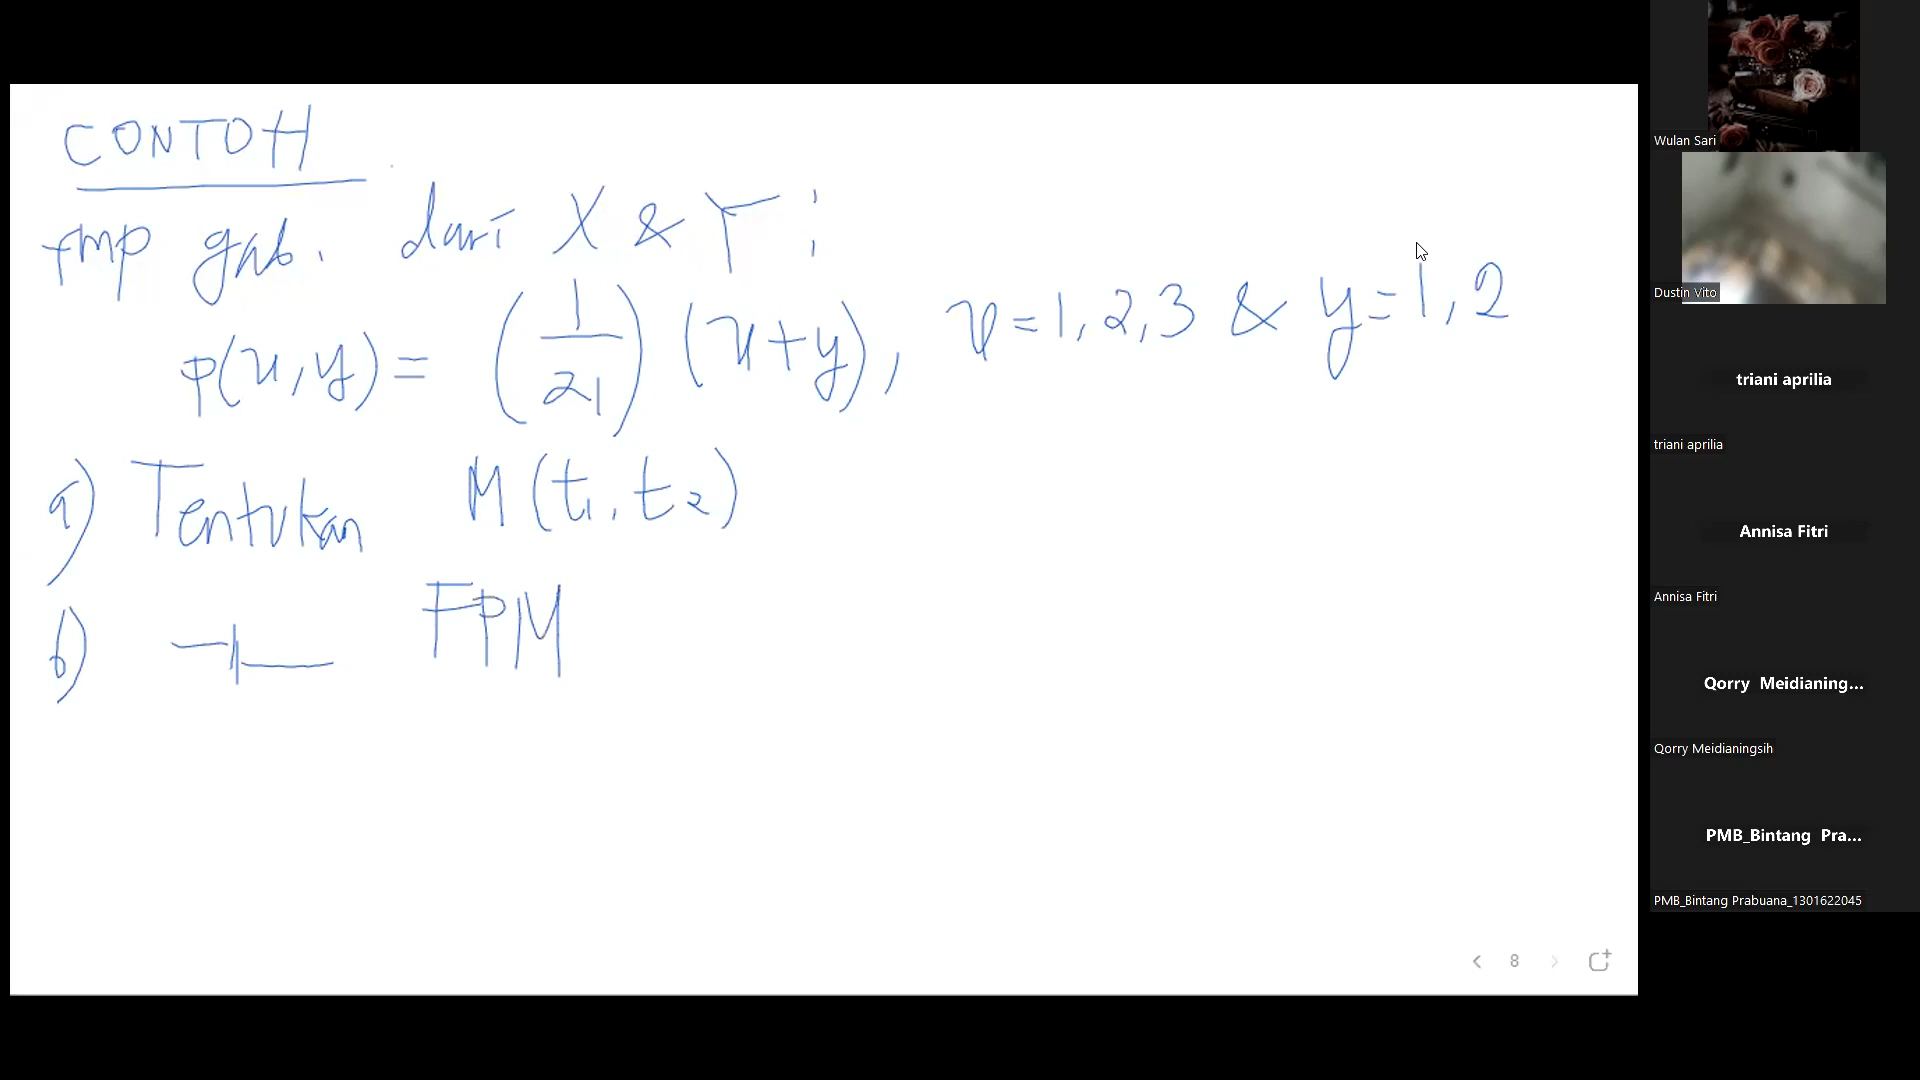 CONTOH
fmp gab. dari X & Y :
p(x,y) = (1/21) (x+y), x=1,2,3 & y=1,2
a) Tentukan M(t₁, t₂)
b) —||— FPM
8
Wulan Sari
Dustin Vito
triani aprilia
triani aprilia
Annisa Fitri
Annisa Fitri
Qorry Meidianing...
Qorry Meidianingsih
PMB_Bintang Pra...
PMB_Bintang Prabuana_1301622045